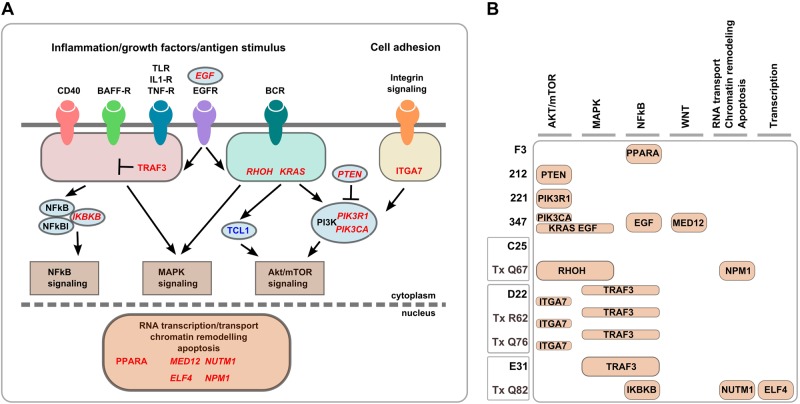 A
Inflammation/growth factors/antigen stimulus
Cell adhesion
TLR
IL1-R
TNF-R
EGF
CD40
BAFF-R
EGFR
BCR
Integrin
signaling
TRAF3
RHOH KRAS
PTEN
ITGA7
NFkB
NFkBI
IKBKB
TCL1
PI3K
PIK3R1
PIK3CA
NFkB
signaling
MAPK
signaling
Akt/mTOR
signaling
cytoplasm
nucleus
RNA transcription/transport
chromatin remodelling
apoptosis
PPARA MED12 NUTM1
ELF4 NPM1
B
AKT/mTOR
MAPK
NFkB
WNT
RNA transport
Chromatin remodeling
Apoptosis
Transcription
F3 PPARA
212 PTEN
221 PIK3R1
347 PIK3CA EGF MED12
KRAS EGF
C25
Tx Q67 RHOH NPM1
D22 TRAF3
ITGA7
Tx R62 TRAF3
ITGA7
Tx Q76 TRAF3
ITGA7
E31 TRAF3
Tx Q82 IKBKB NUTM1 ELF4